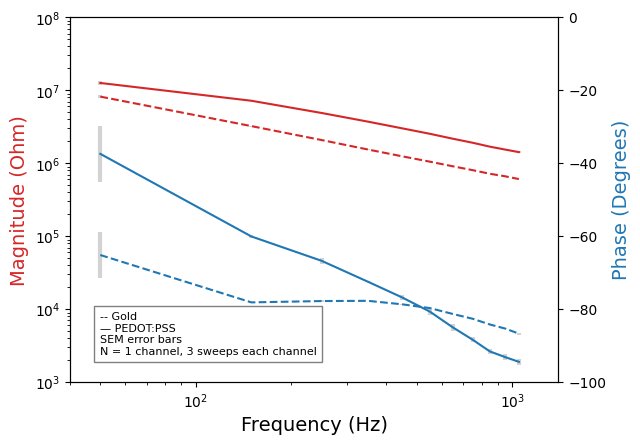 10⁸
10⁷
10⁶
10⁵
10⁴
10³
Magnitude (Ohm)
0
−20
−40
−60
−80
−100
Phase (Degrees)
-- Gold
— PEDOT:PSS
SEM error bars
N = 1 channel, 3 sweeps each channel
10²
10³
Frequency (Hz)